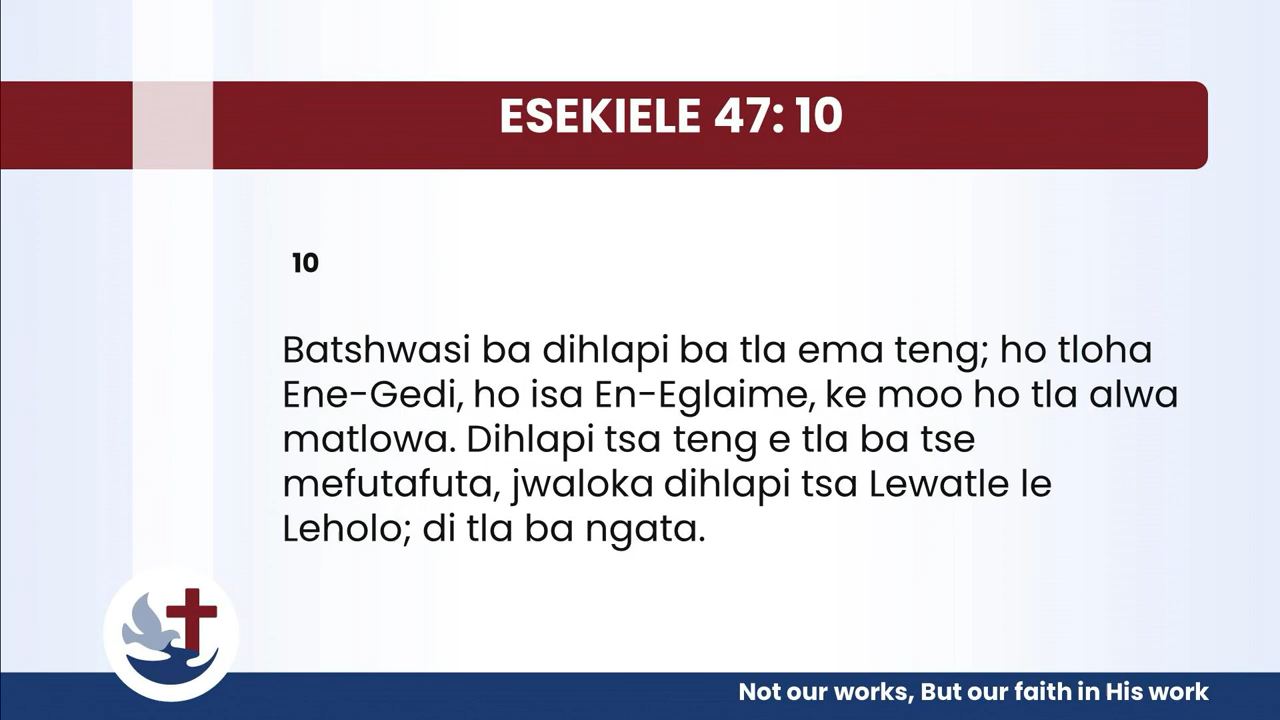 ESEKIELE 47: 10
10
Batshwasi ba dihlapi ba tla ema teng; ho tloha
Ene-Gedi, ho isa En-Eglaime, ke moo ho tla alwa
matlowa. Dihlapi tsa teng e tla ba tse
mefutafuta, jwaloka dihlapi tsa Lewatle le
Leholo; di tla ba ngata.
Not our works, But our faith in His work